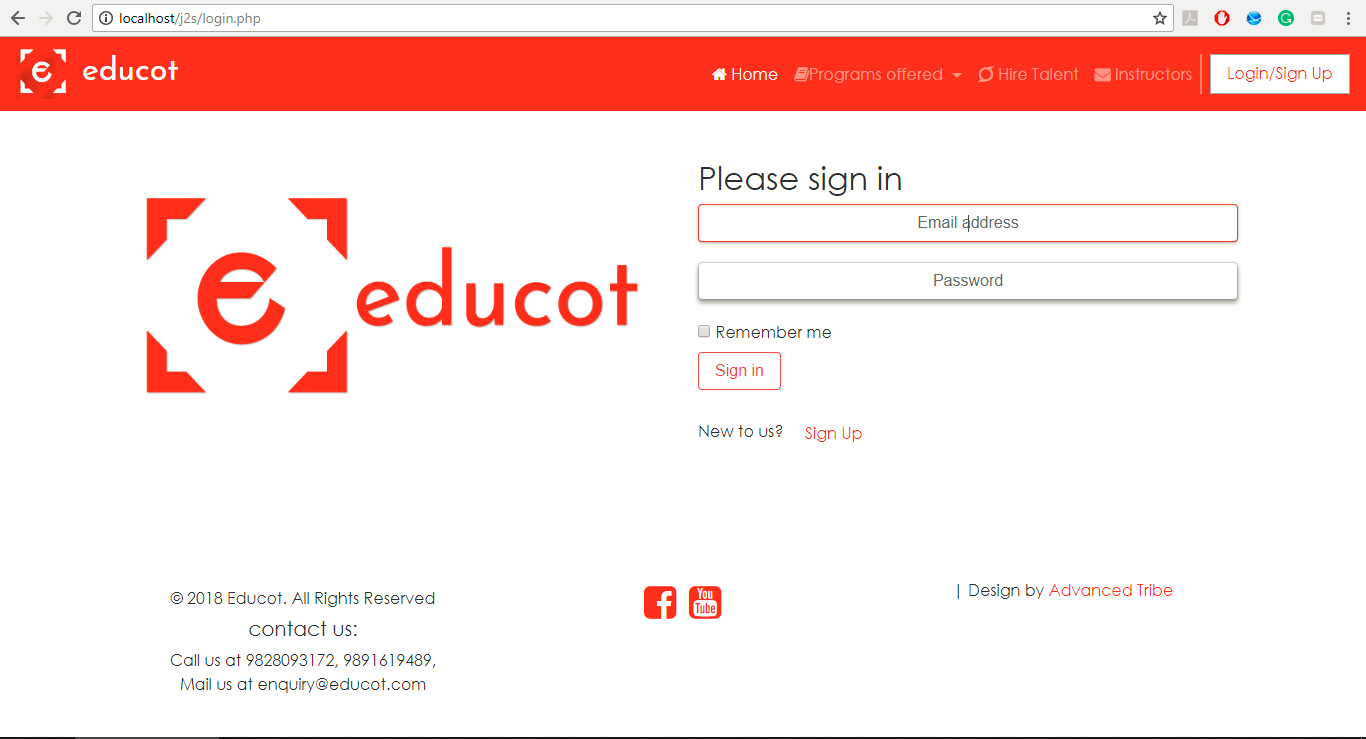 localhost/j2s/login.php
e educot
Home Programs offered Hire Talent Instructors Login/Sign Up
Please sign in
Email address
e educot
Password
Remember me
Sign in
New to us? Sign Up
© 2018 Educot. All Rights Reserved
You Tube
| Design by Advanced Tribe
contact us:
Call us at 9828093172, 9891619489,
Mail us at enquiry@educot.com